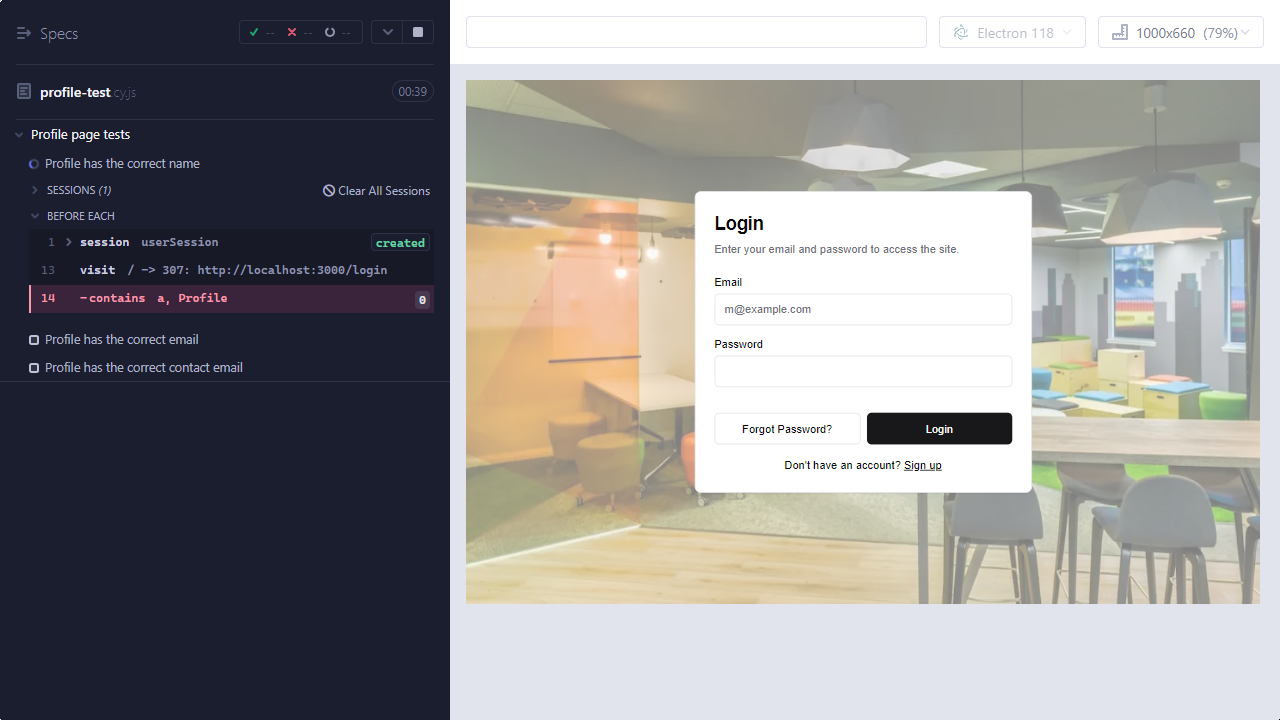 Specs
-- -- --
Electron 118
1000x660 (79%)
profile-test.cy.js
00:39
Profile page tests
Profile has the correct name
SESSIONS (1)
Clear All Sessions
BEFORE EACH
1 session userSession created
13 visit / -> 307: http://localhost:3000/login
14 -contains a, Profile 0
Profile has the correct email
Profile has the correct contact email
Login
Enter your email and password to access the site.
Email
m@example.com
Password
Forgot Password?
Login
Don't have an account? Sign up